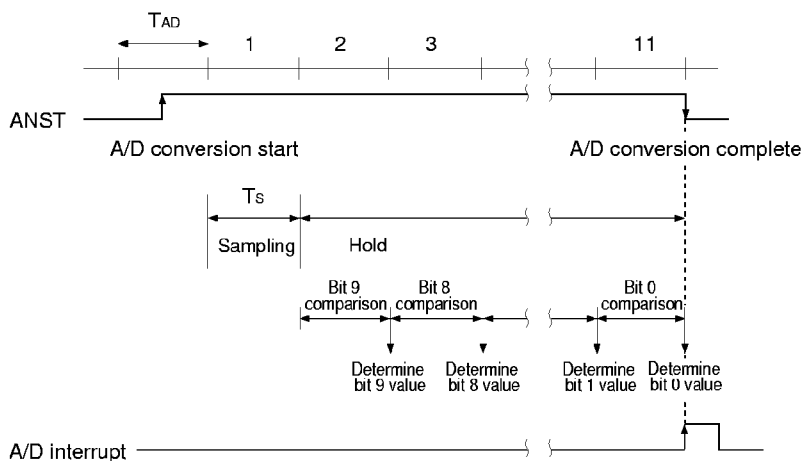 TAD
1 2 3 11
ANST
A/D conversion start
A/D conversion complete
TS
Sampling
Hold
Bit 9
comparison
Bit 8
comparison
Bit 0
comparison
Determine
bit 9 value
Determine
bit 8 value
Determine
bit 1 value
Determine
bit 0 value
A/D interrupt